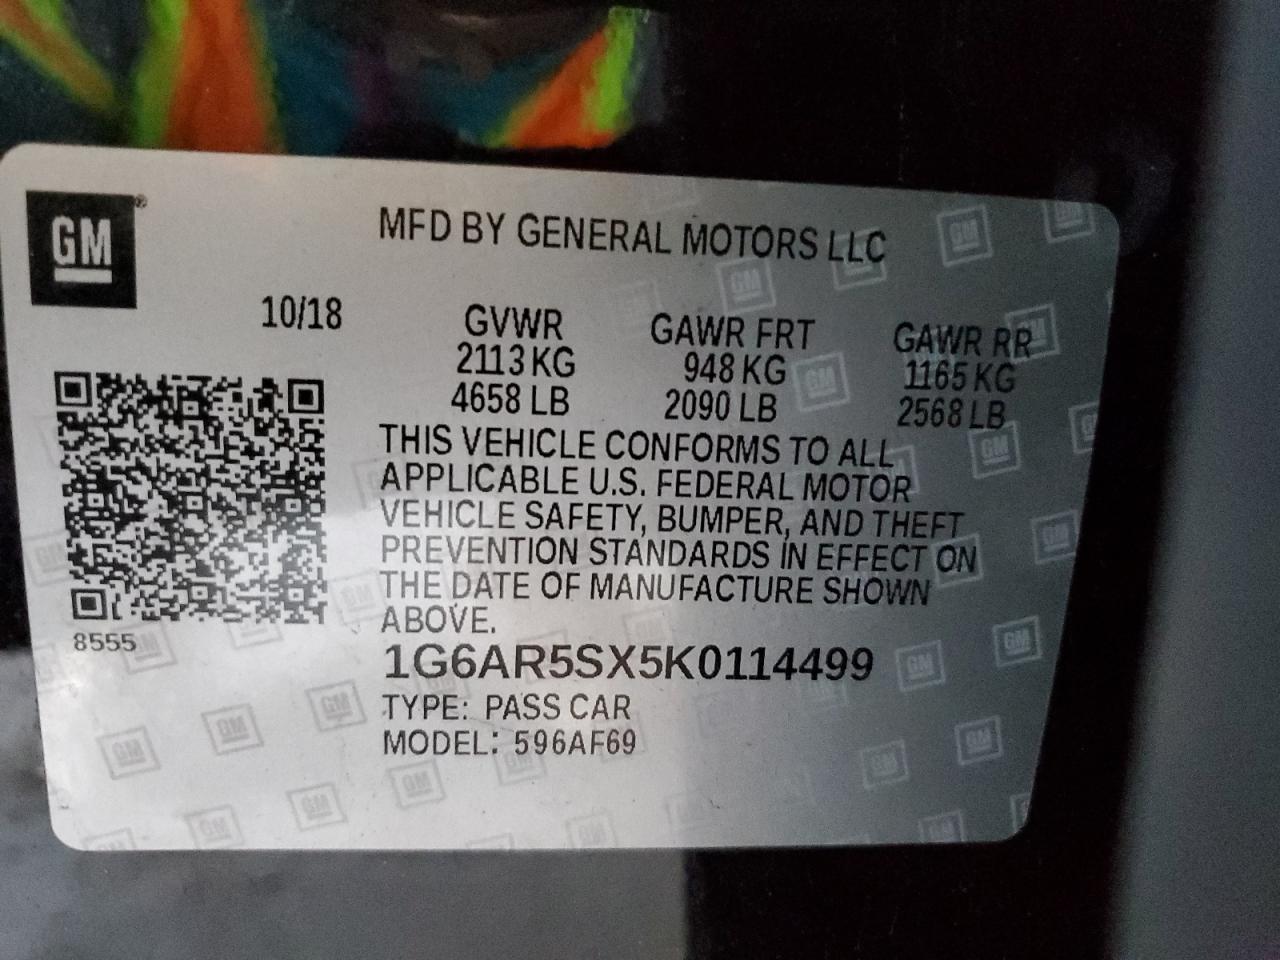 GM
MFD BY GENERAL MOTORS LLC
10/18
GVWR GAWR FRT GAWR RR
2113 KG 948 KG 1165 KG
4658 LB 2090 LB 2568 LB
THIS VEHICLE CONFORMS TO ALL
APPLICABLE U.S. FEDERAL MOTOR
VEHICLE SAFETY, BUMPER, AND THEFT
PREVENTION STANDARDS IN EFFECT ON
THE DATE OF MANUFACTURE SHOWN
ABOVE.
8555
1G6AR5SX5K0114499
TYPE: PASS CAR
MODEL: 596AF69